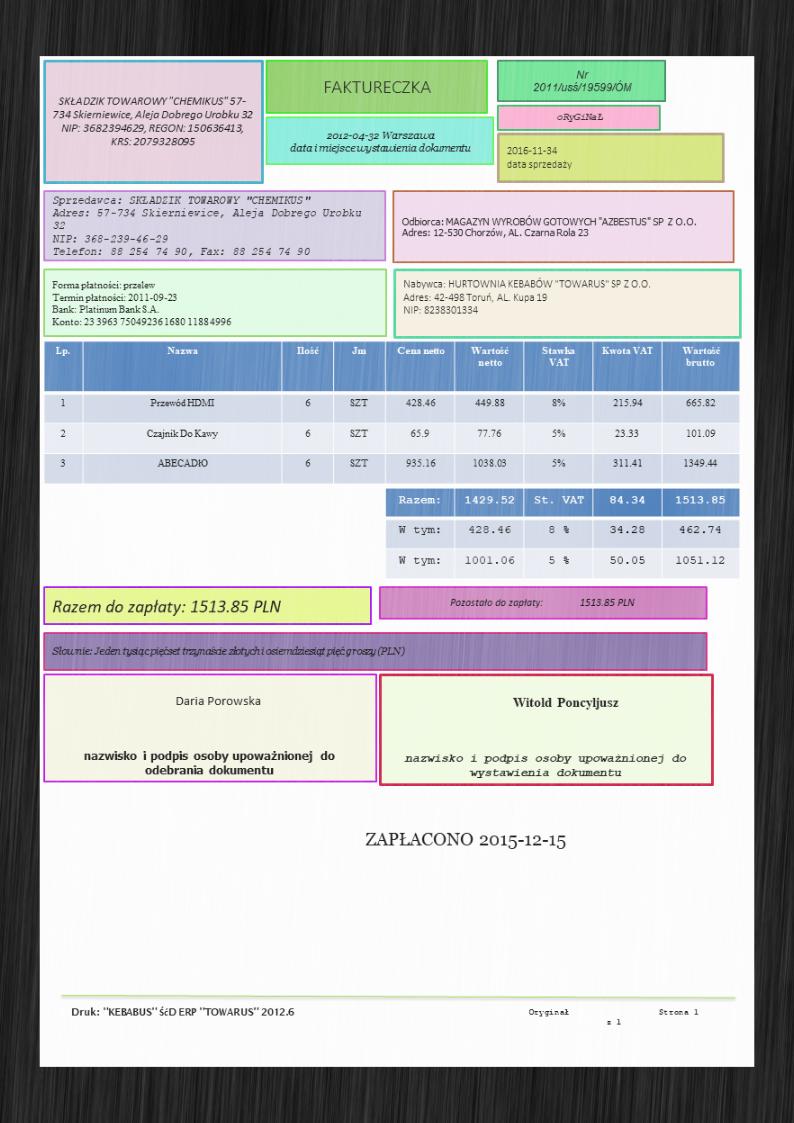 SKŁADZIK TOWAROWY "CHEMIKUS" 57-
734 Skierniewice, Aleja Dobrego Urobku 32
NIP: 3682394629, REGON: 150636413,
KRS: 2079328095
FAKTURECZKA
2012-04-32 Warszawa
data i miejsce wystawienia dokumentu
Nr
2011/usś/19599/ÓM
oRyGiNaŁ
2016-11-34
data sprzedaży
Sprzedawca: SKŁADZIK TOWAROWY "CHEMIKUS"
Adres: 57-734 Skierniewice, Aleja Dobrego Urobku
32
NIP: 368-239-46-29
Telefon: 88 254 74 90, Fax: 88 254 74 90
Odbiorca: MAGAZYN WYROBÓW GOTOWYCH "AZBESTUS" SP Z O.O.
Adres: 12-530 Chorzów, AL. Czarna Rola 23
Forma płatności: przelew
Termin płatności: 2011-09-23
Bank: Platinum Bank S.A.
Konto: 23 3963 75049236 1680 1188 4996
Nabywca: HURTOWNIA KEBABÓW "TOWARUS" SP Z O.O.
Adres: 42-498 Toruń, AL. Kupa 19
NIP: 8238301334
Lp. Nazwa Ilość Jm Cena netto Wartość netto Stawka VAT Kwota VAT Wartość brutto
1 Przewód HDMI 6 SZT 428.46 449.88 8% 215.94 665.82
2 Czajnik Do Kawy 6 SZT 65.9 77.76 5% 23.33 101.09
3 ABECADłO 6 SZT 935.16 1038.03 5% 311.41 1349.44
Razem: 1429.52 St. VAT 84.34 1513.85
W tym: 428.46 8 % 34.28 462.74
W tym: 1001.06 5 % 50.05 1051.12
Razem do zapłaty: 1513.85 PLN
Pozostało do zapłaty: 1513.85 PLN
Słownie: Jeden tysiąc pięćset trzynaście złotych i osiemdziesiąt pięć groszy (PLN)
Daria Porowska
nazwisko i podpis osoby upoważnionej do
odebrania dokumentu
Witold Poncyljusz
nazwisko i podpis osoby upoważnionej do
wystawienia dokumentu
ZAPŁACONO 2015-12-15
Druk: "KEBABUS" ŚćD ERP "TOWARUS" 2012.6
Oryginał Strona 1
z 1